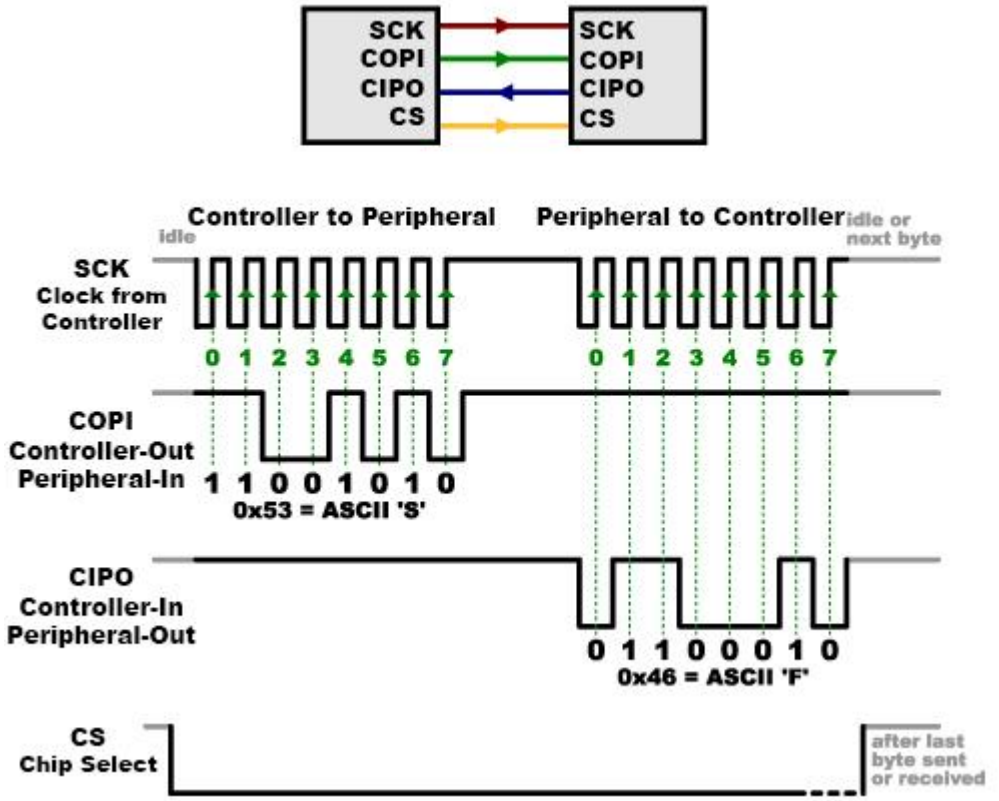 SCK
COPI
CIPO
CS
SCK
COPI
CIPO
CS
Controller to Peripheral
Peripheral to Controller
idle
idle or
next byte
SCK
Clock from
Controller
0 1 2 3 4 5 6 7
0 1 2 3 4 5 6 7
COPI
Controller-Out
Peripheral-In
1 1 0 0 1 0 1 0
0x53 = ASCII 'S'
CIPO
Controller-In
Peripheral-Out
0 1 1 0 0 0 1 0
0x46 = ASCII 'F'
CS
Chip Select
after last
byte sent
or received